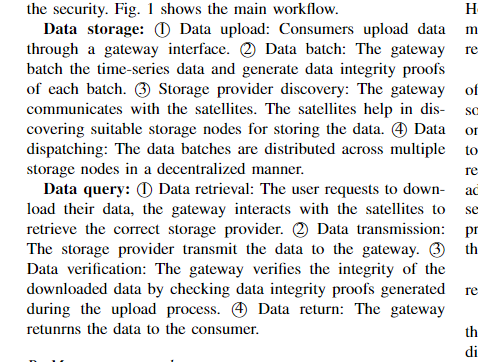 the security. Fig. 1 shows the main workflow.
Data storage: ① Data upload: Consumers upload data
through a gateway interface. ② Data batch: The gateway
batch the time-series data and generate data integrity proofs
of each batch. ③ Storage provider discovery: The gateway
communicates with the satellites. The satellites help in dis-
covering suitable storage nodes for storing the data. ④ Data
dispatching: The data batches are distributed across multiple
storage nodes in a decentralized manner.
Data query: ① Data retrieval: The user requests to down-
load their data, the gateway interacts with the satellites to
retrieve the correct storage provider. ② Data transmission:
The storage provider transmit the data to the gateway. ③
Data verification: The gateway verifies the integrity of the
downloaded data by checking data integrity proofs generated
during the upload process. ④ Data return: The gateway
retunrns the data to the consumer.